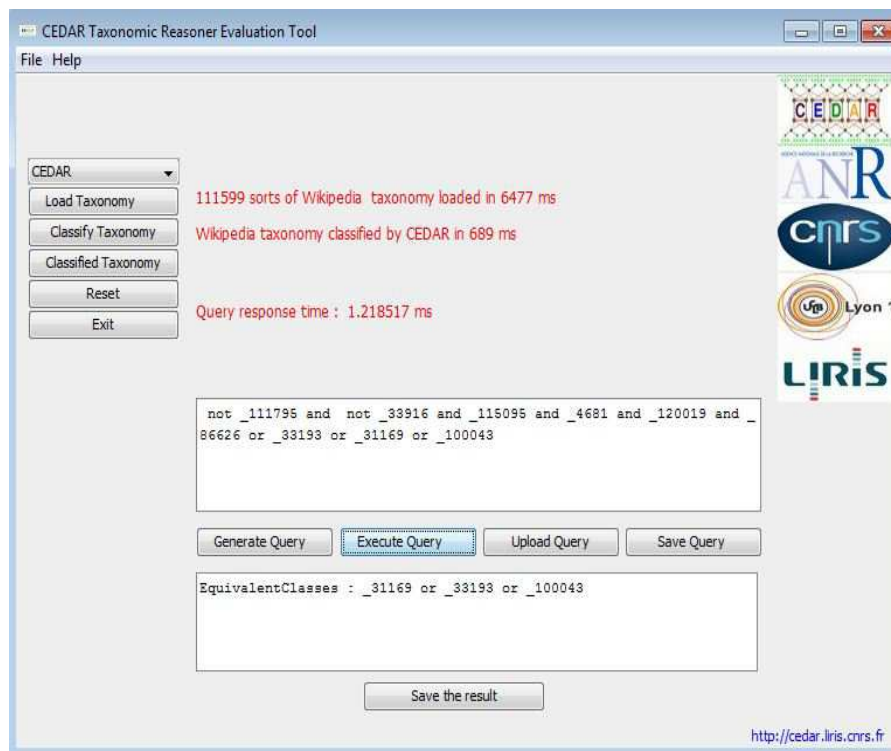 CEDAR Taxonomic Reasoner Evaluation Tool
File Help
CEDAR
Load Taxonomy
Classify Taxonomy
Classified Taxonomy
Reset
Exit
111599 sorts of Wikipedia taxonomy loaded in 6477 ms
Wikipedia taxonomy classified by CEDAR in 689 ms
Query response time : 1.218517 ms
CEDAR
ANR
cnrs
Lyon 1
LIRIS
not _111795 and not _33916 and _115095 and _4681 and _120019 and _
86626 or _33193 or _31169 or _100043
Generate Query
Execute Query
Upload Query
Save Query
EquivalentClasses : _31169 or _33193 or _100043
Save the result
http://cedar.liris.cnrs.fr